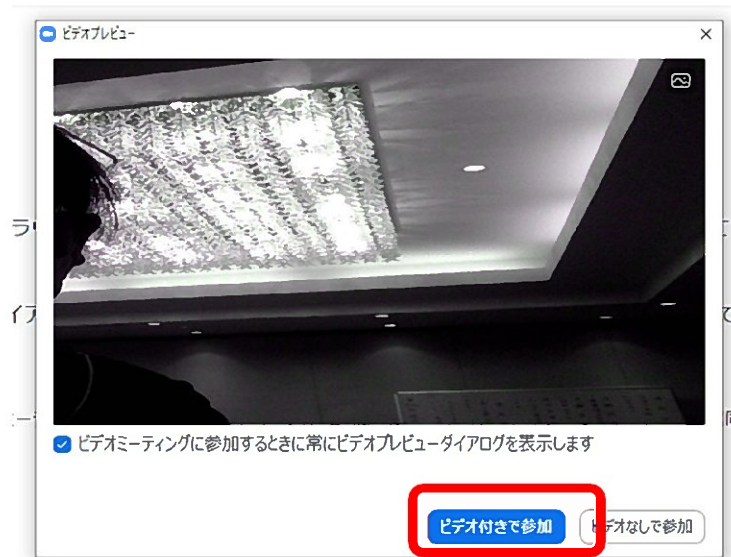 ビデオプレビュー
ビデオミーティングに参加するときに常にビデオプレビューダイアログを表示します
ビデオ付きで参加
ビデオなしで参加